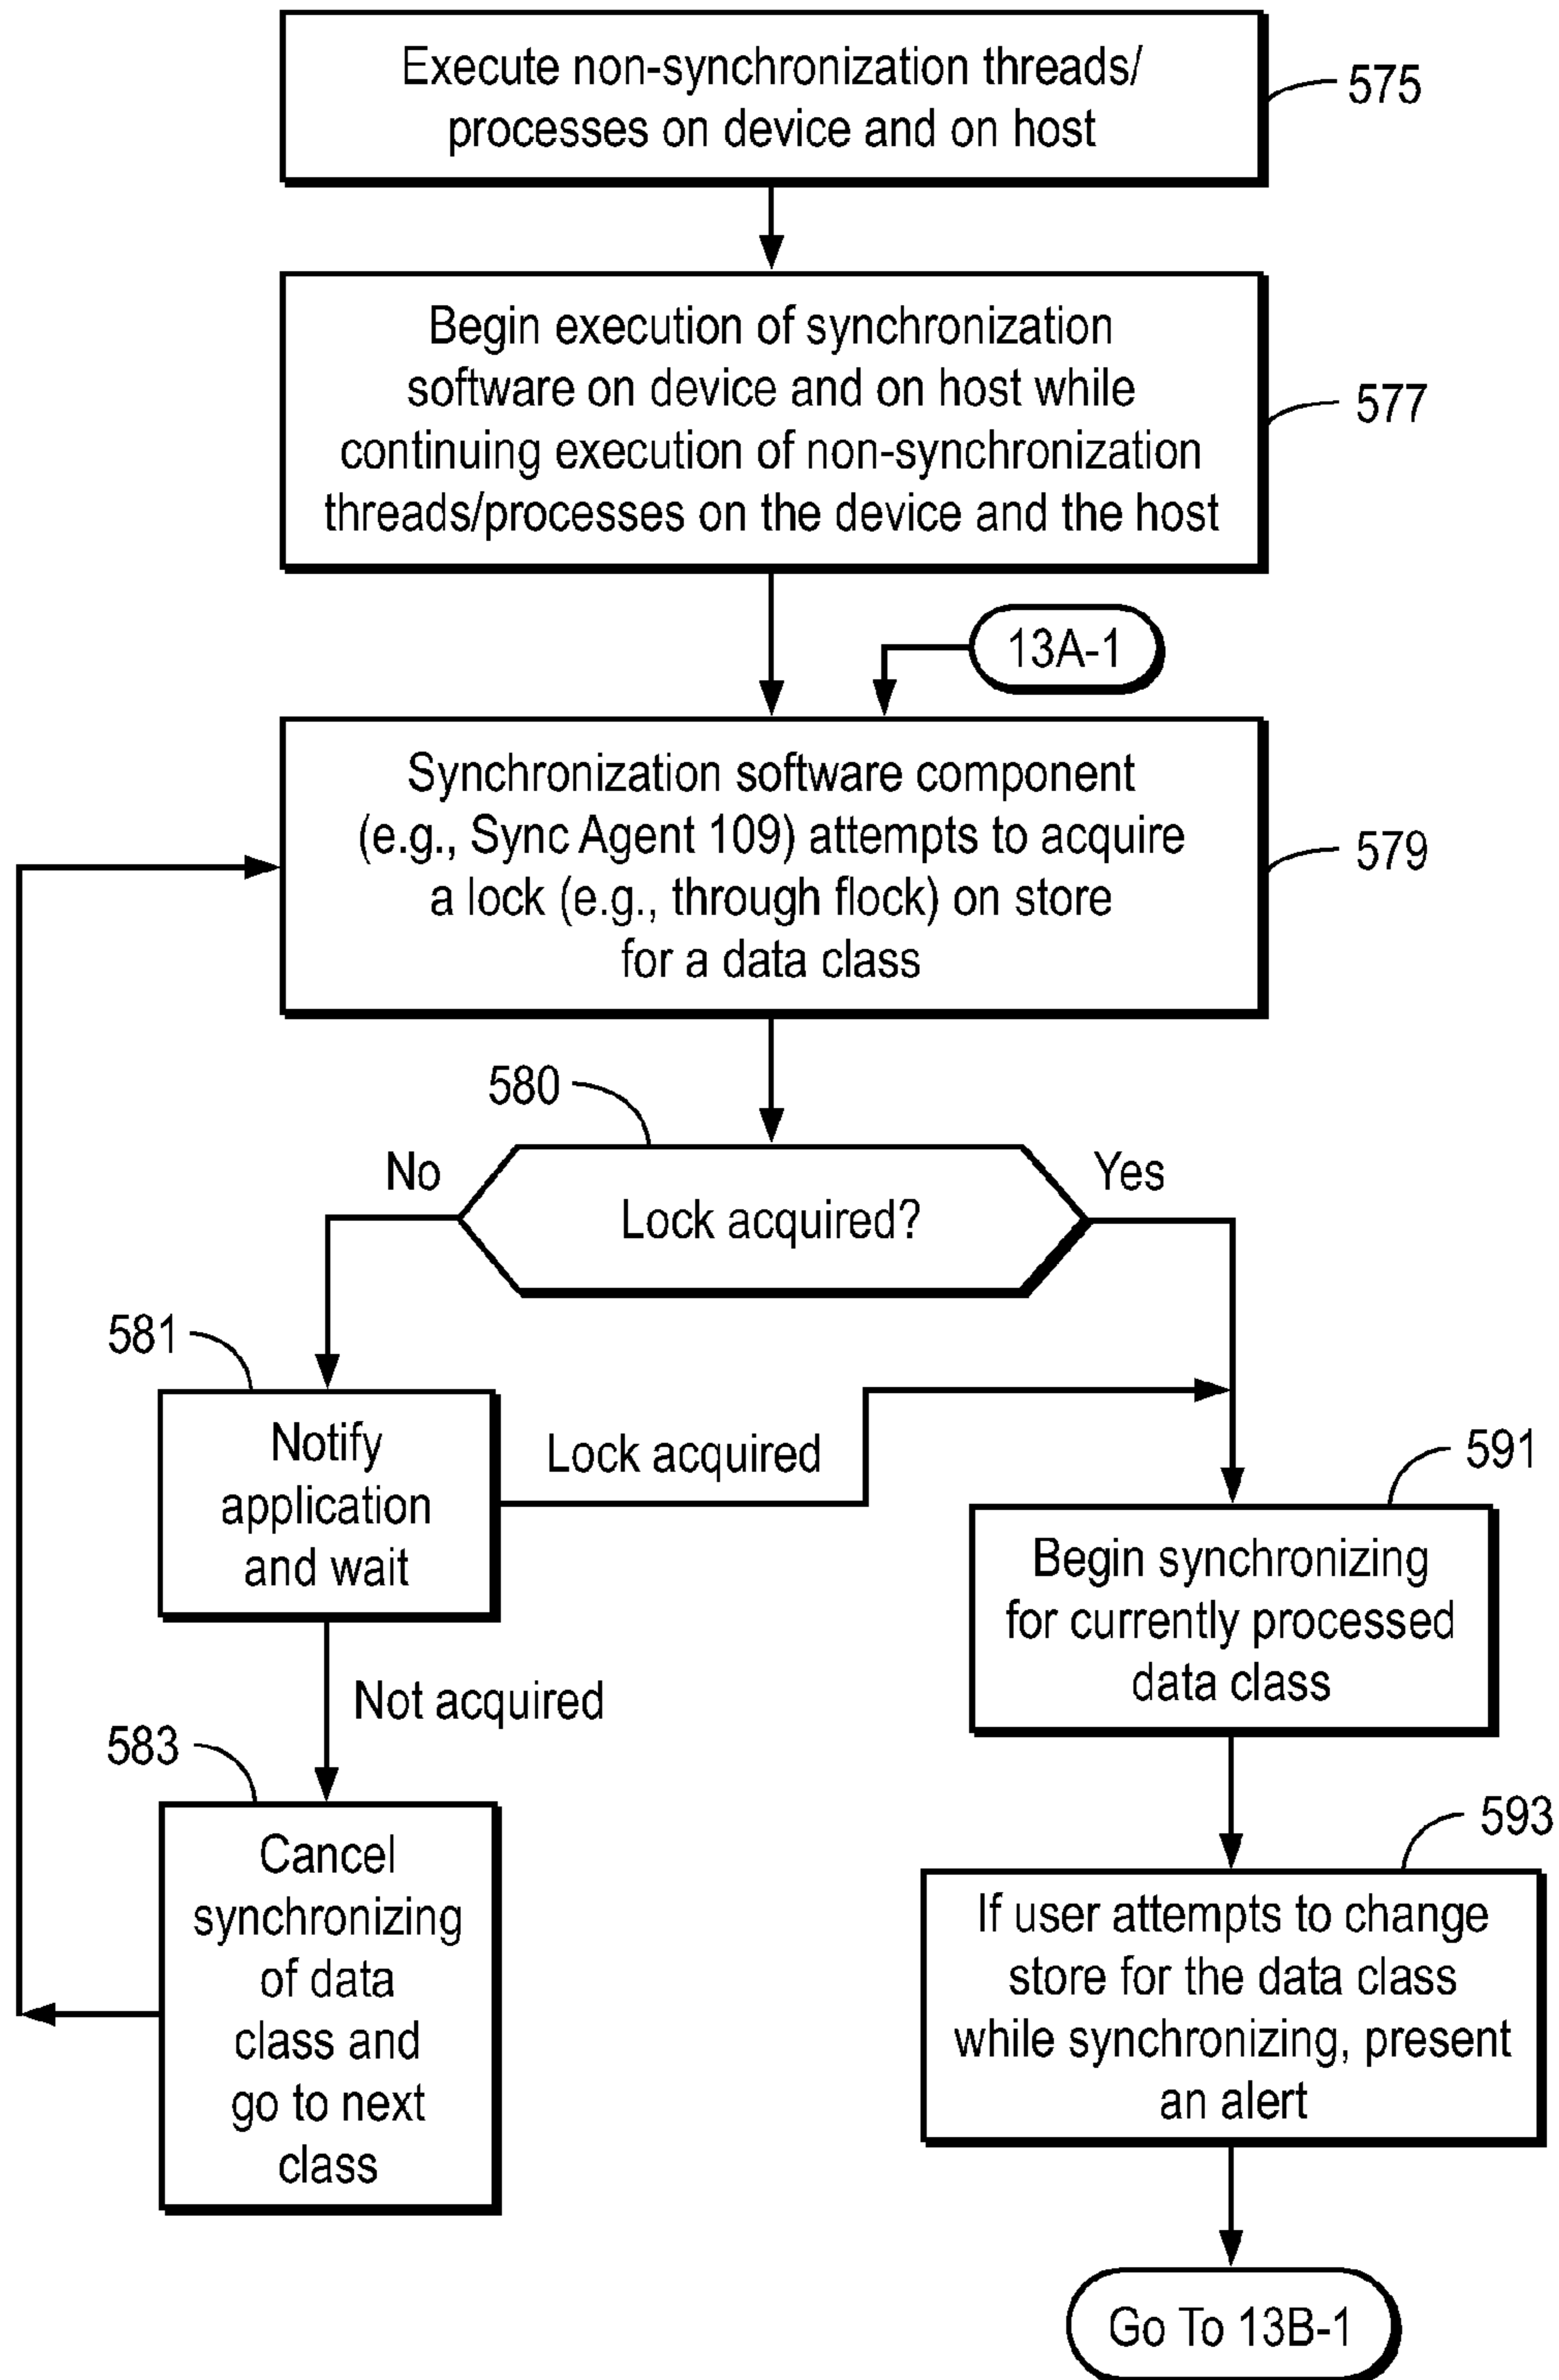 Execute non-synchronization threads/
processes on device and on host
575
Begin execution of synchronization
software on device and on host while
continuing execution of non-synchronization
threads/processes on the device and the host
577
13A-1
Synchronization software component
(e.g., Sync Agent 109) attempts to acquire
a lock (e.g., through flock) on store
for a data class
579
580
No
Lock acquired?
Yes
581
Notify
application
and wait
Lock acquired
591
Begin synchronizing
for currently processed
data class
Not acquired
583
Cancel
synchronizing
of data
class and
go to next
class
593
If user attempts to change
store for the data class
while synchronizing, present
an alert
Go To 13B-1